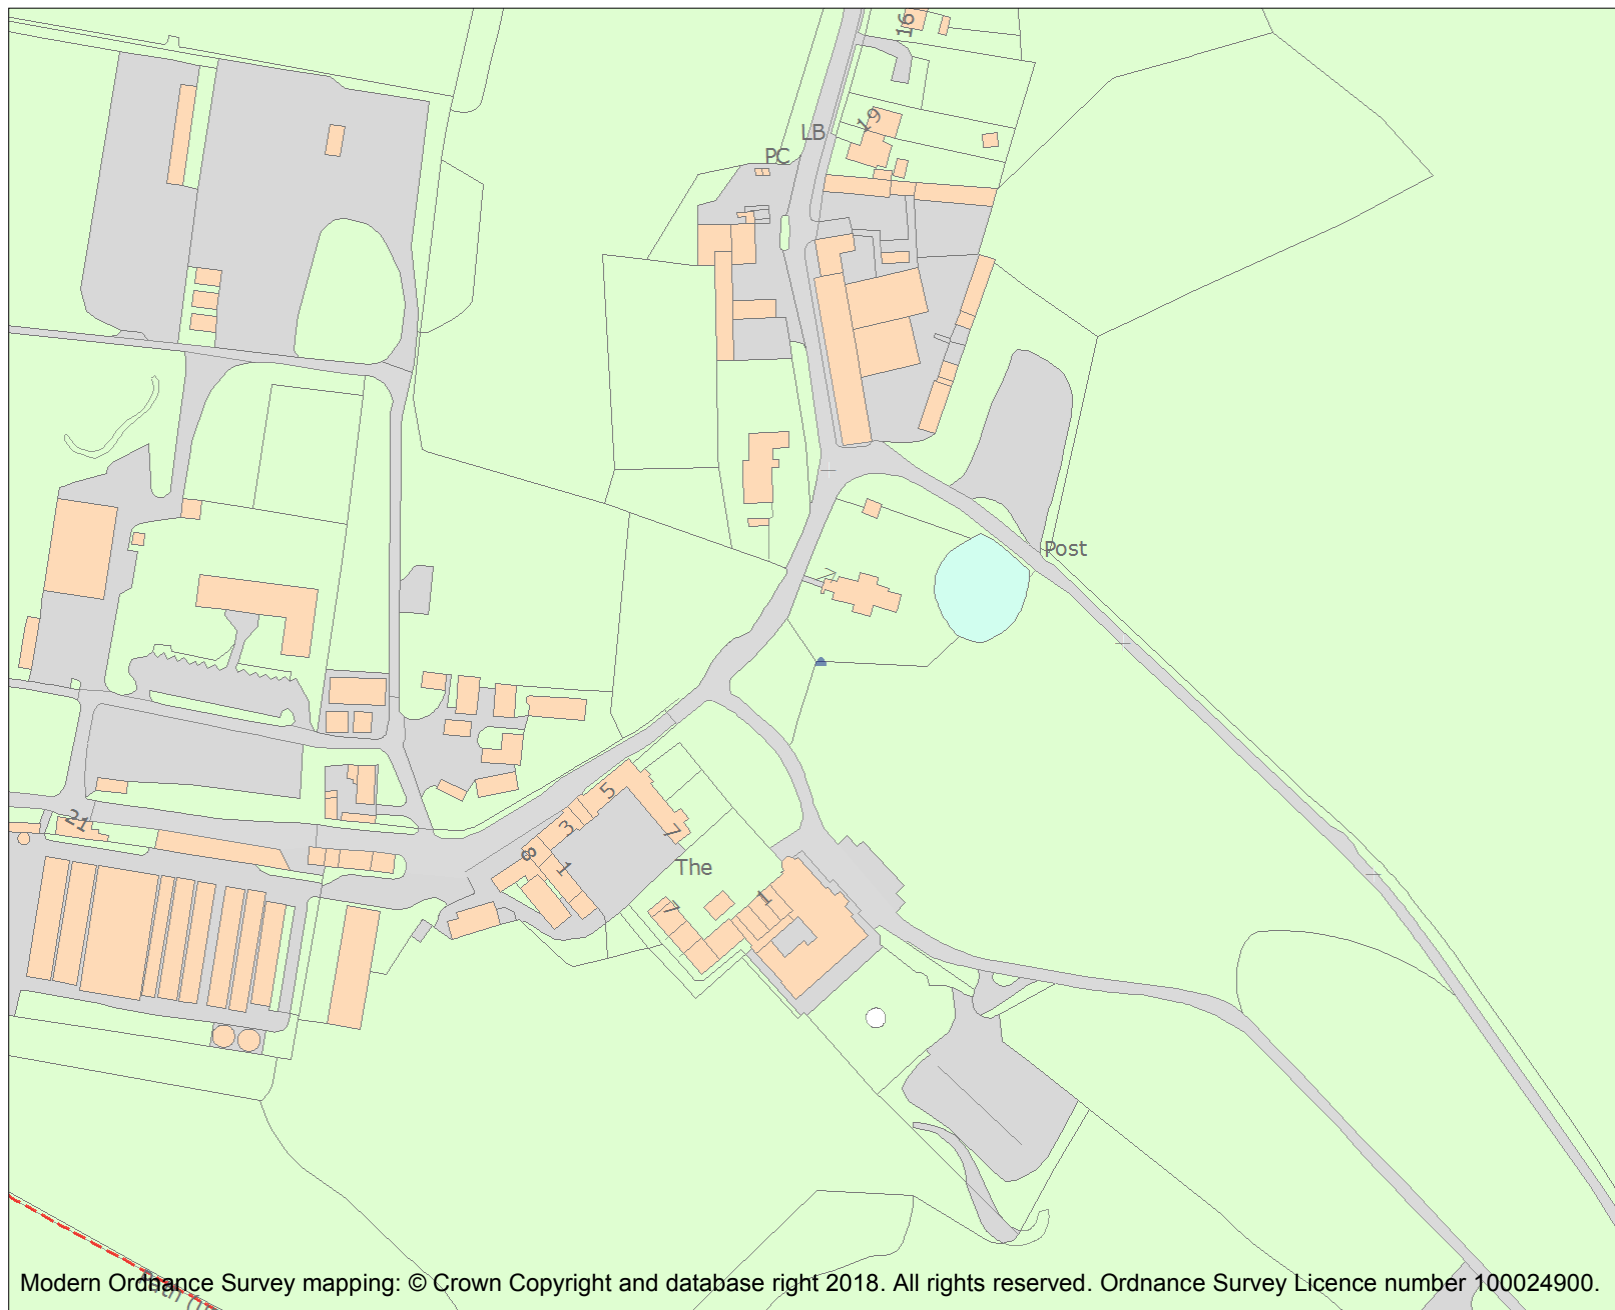 16
LB
19
PC
Post
21
5
3
7
8
1
The
1
7
Path
Modern Ordnance Survey mapping: © Crown Copyright and database right 2018. All rights reserved. Ordnance Survey Licence number 100024900.